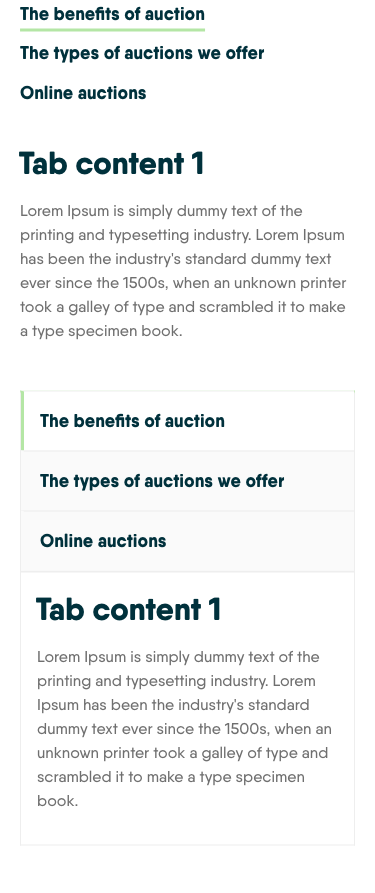 The benefits of auction
The types of auctions we offer
Online auctions
Tab content 1
Lorem Ipsum is simply dummy text of the
printing and typesetting industry. Lorem Ipsum
has been the industry's standard dummy text
ever since the 1500s, when an unknown printer
took a galley of type and scrambled it to make
a type specimen book.
The benefits of auction
The types of auctions we offer
Online auctions
Tab content 1
Lorem Ipsum is simply dummy text of the
printing and typesetting industry. Lorem
Ipsum has been the industry's standard
dummy text ever since the 1500s, when an
unknown printer took a galley of type and
scrambled it to make a type specimen
book.